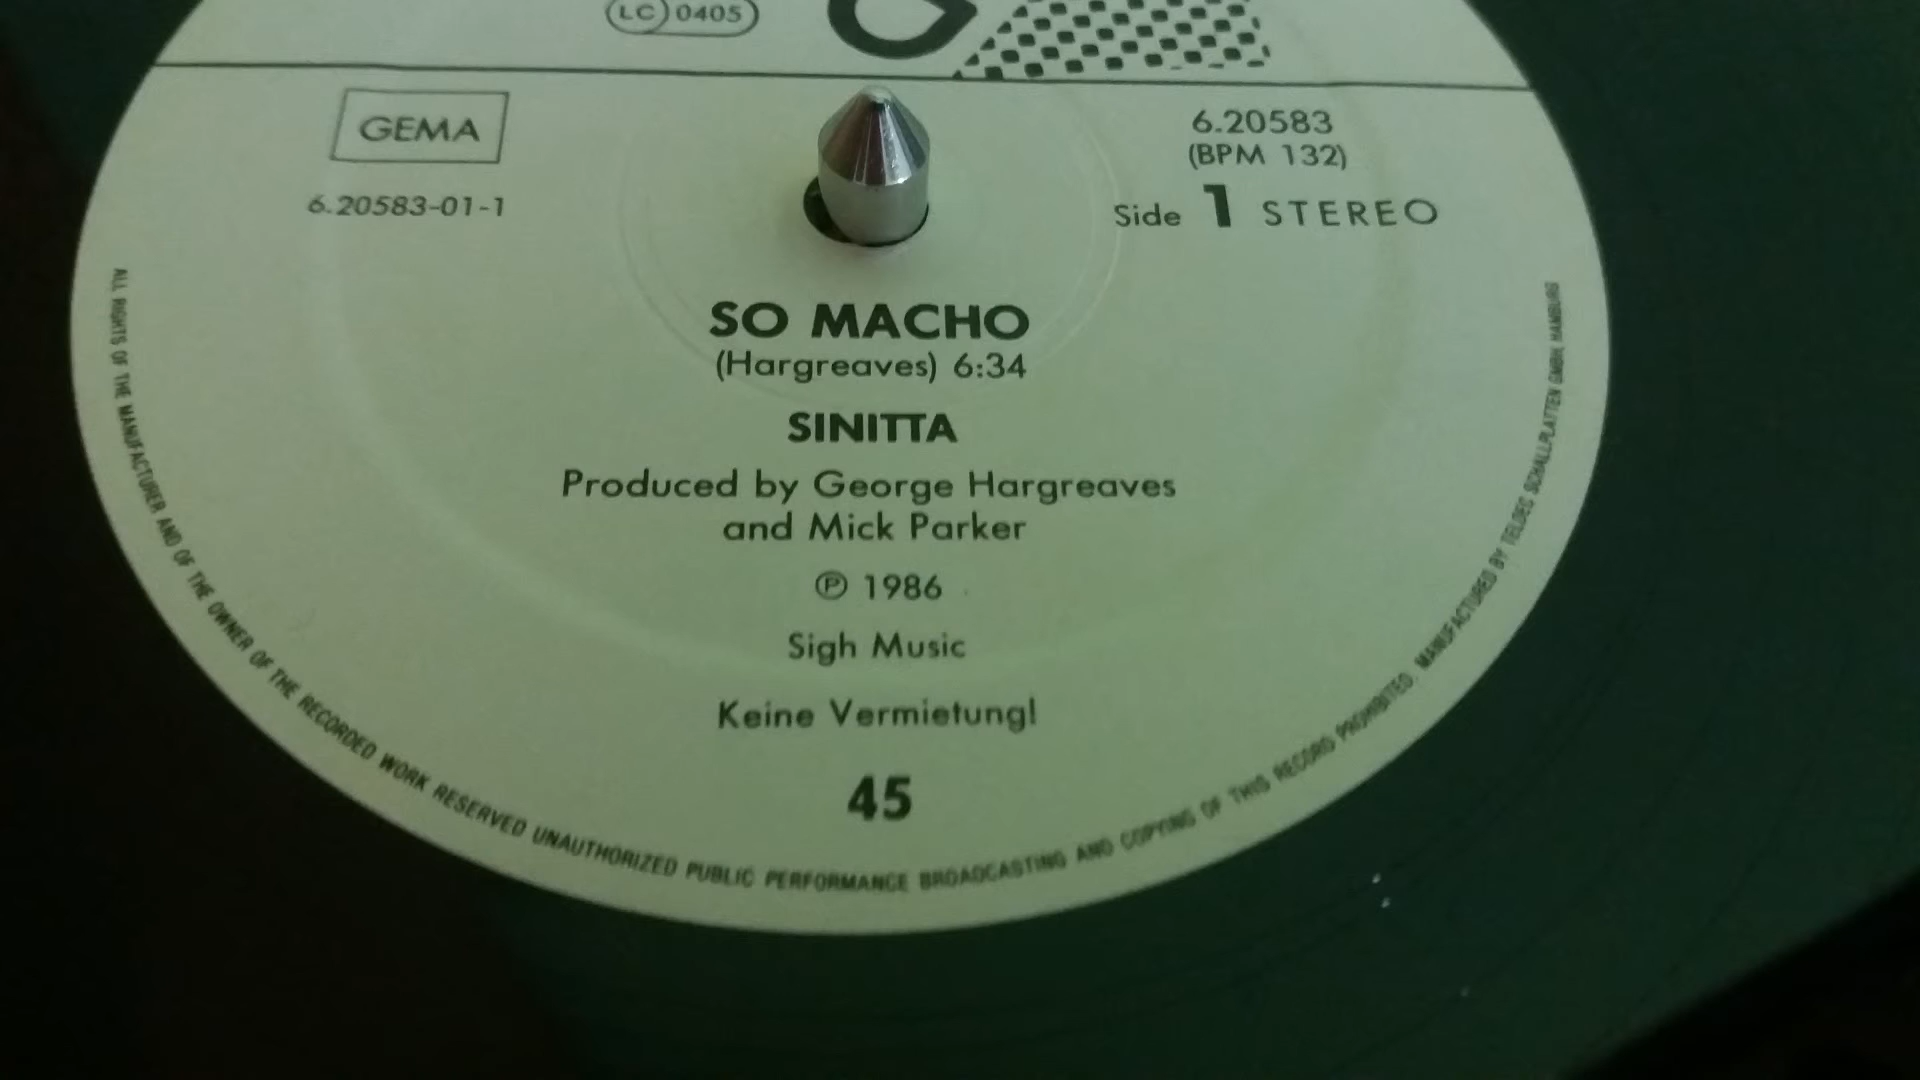 LC 0405
GEMA
6.20583
(BPM 132)
6.20583-01-1
Side 1 STEREO
SO MACHO
(Hargreaves) 6:34
SINITTA
Produced by George Hargreaves
and Mick Parker
℗ 1986
Sigh Music
Keine Vermietung!
45
ALL RIGHTS OF THE MANUFACTURER AND OF THE OWNER OF THE RECORDED WORK RESERVED UNAUTHORIZED PUBLIC PERFORMANCE BROADCASTING AND COPYING OF THIS RECORD PROHIBITED. MANUFACTURED BY TELDEC SCHALLPLATTEN GMBH, HAMBURG